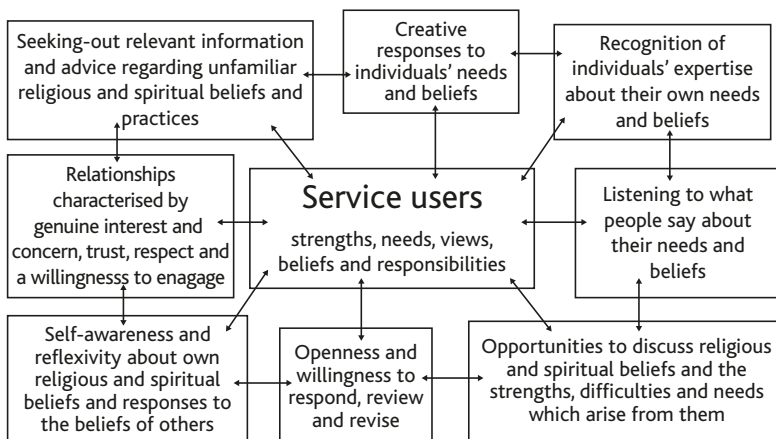 Seeking-out relevant information
and advice regarding unfamiliar
religious and spiritual beliefs and
practices
Creative
responses to
individuals’ needs
and beliefs
Recognition of
individuals’ expertise
about their own needs
and beliefs
Relationships
characterised by
genuine interest and
concern, trust, respect and
a willingnesss to enagage
Service users
strengths, needs, views,
beliefs and responsibilities
Listening to what
people say about
their needs and
beliefs
Self-awareness and
reflexivity about own
religious and spiritual
beliefs and responses to
the beliefs of others
Openness and
willingness to
respond, review
and revise
Opportunities to discuss religious
and spiritual beliefs and the
strengths, difficulties and needs
which arise from them